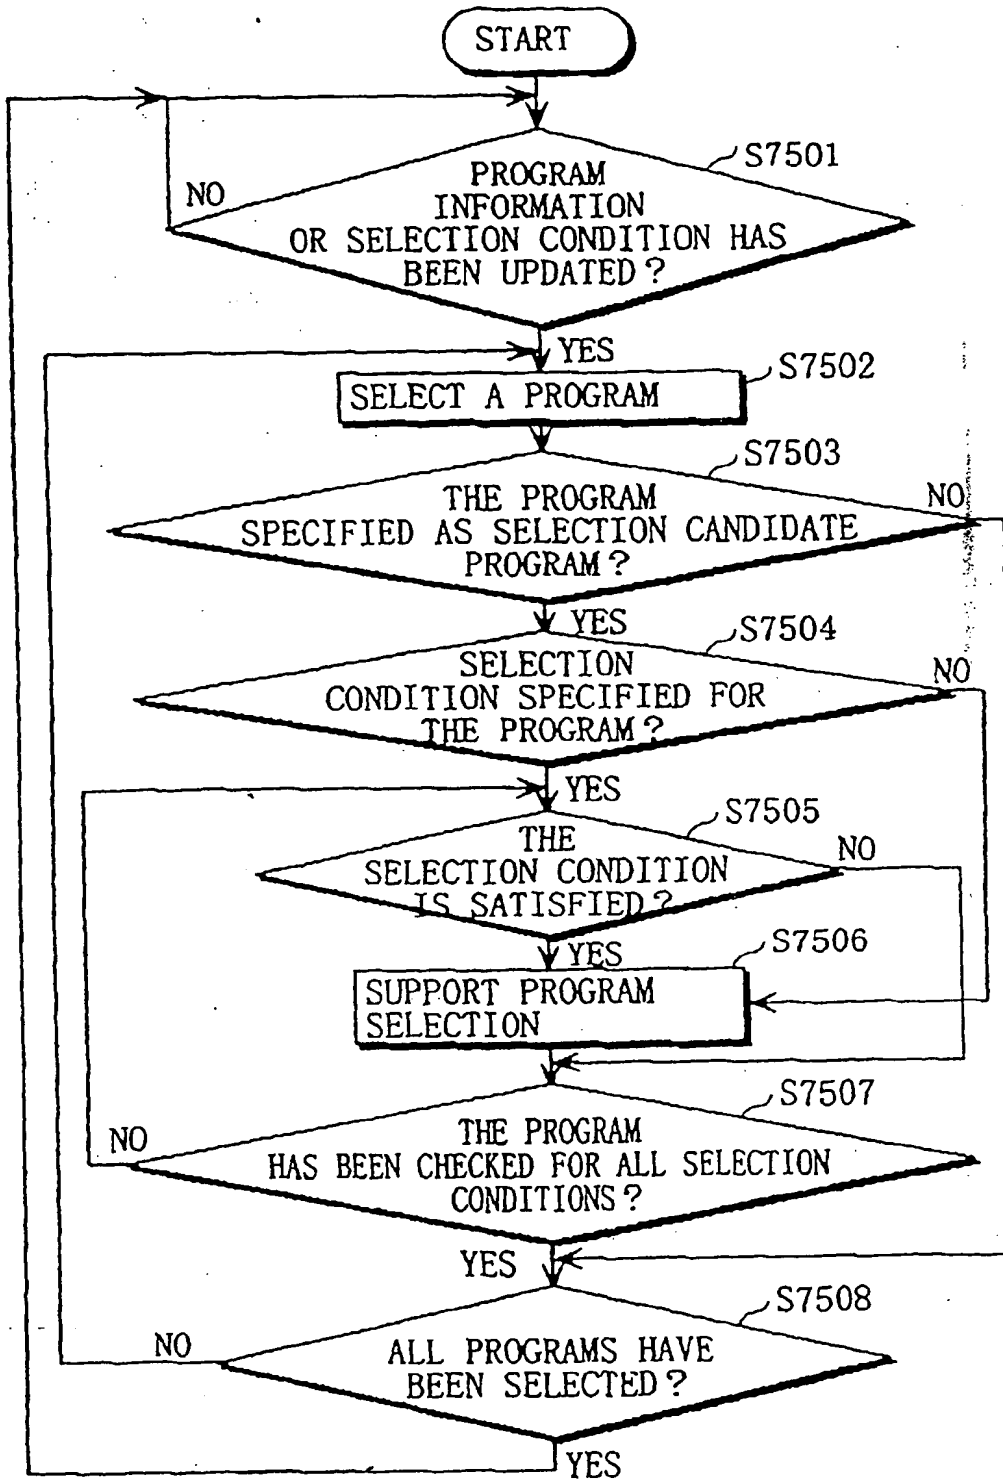 START
S7501
PROGRAM
INFORMATION
OR SELECTION CONDITION HAS
BEEN UPDATED?
NO
YES
S7502
SELECT A PROGRAM
S7503
THE PROGRAM
SPECIFIED AS SELECTION CANDIDATE
PROGRAM?
NO
YES
S7504
SELECTION
CONDITION SPECIFIED FOR
THE PROGRAM?
NO
YES
S7505
THE
SELECTION CONDITION
IS SATISFIED?
NO
YES
S7506
SUPPORT PROGRAM
SELECTION
S7507
THE PROGRAM
HAS BEEN CHECKED FOR ALL SELECTION
CONDITIONS?
NO
YES
S7508
ALL PROGRAMS HAVE
BEEN SELECTED?
NO
YES